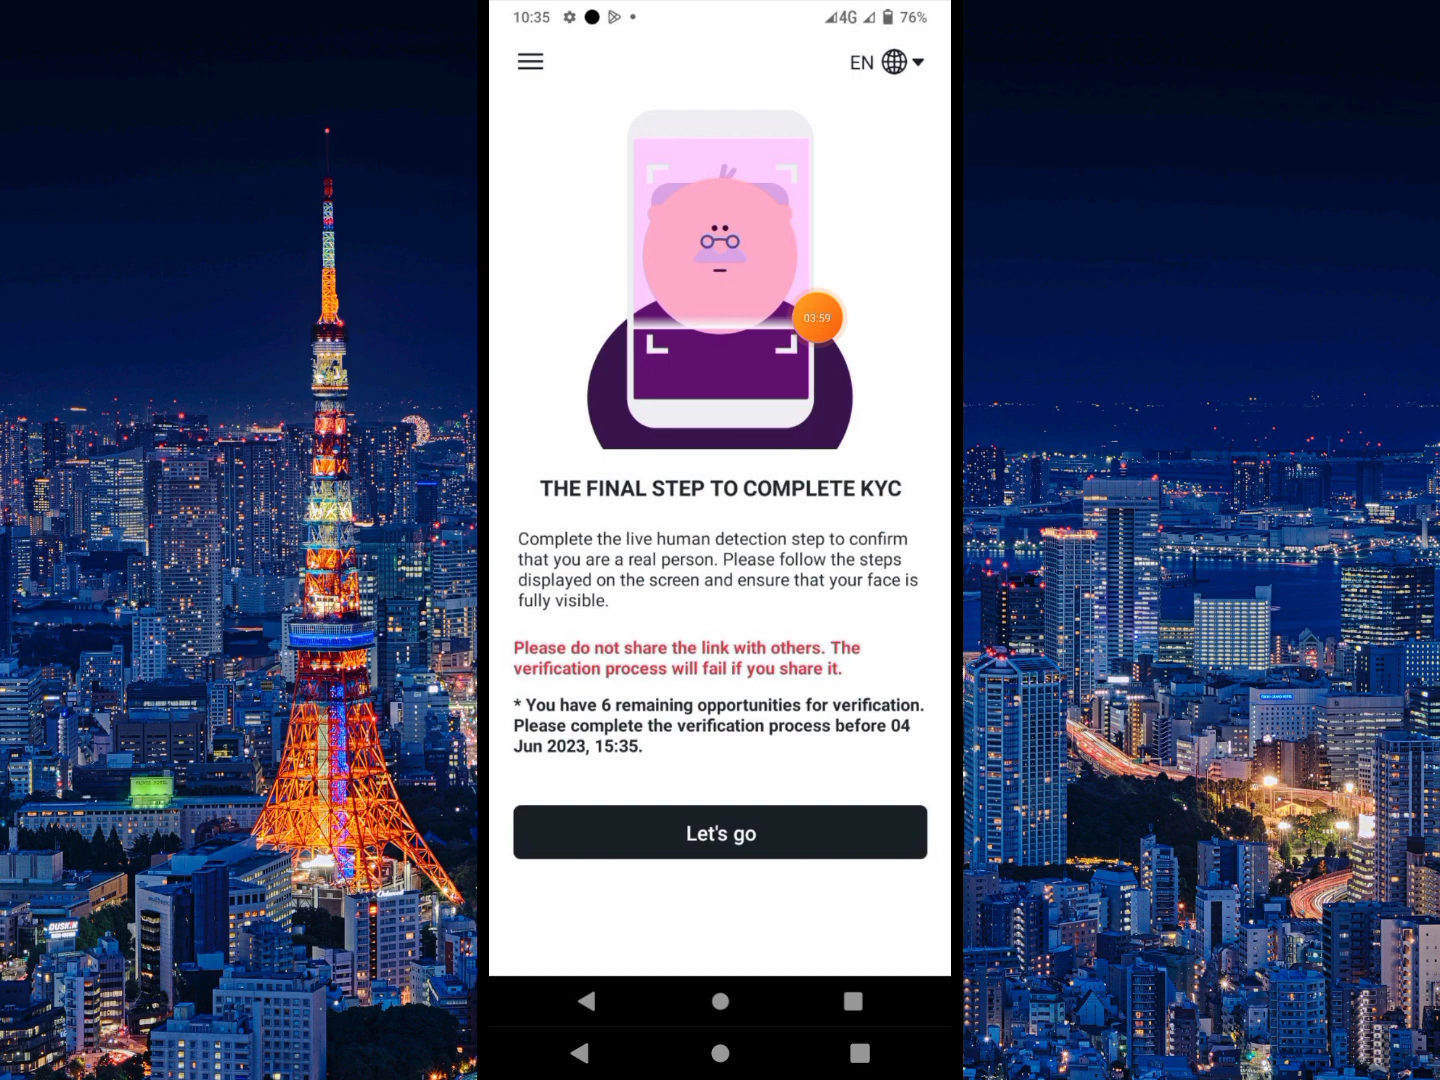 10:35
4G
76%
EN
03:59
THE FINAL STEP TO COMPLETE KYC
Complete the live human detection step to confirm
that you are a real person. Please follow the steps
displayed on the screen and ensure that your face is
fully visible.
Please do not share the link with others. The
verification process will fail if you share it.
* You have 6 remaining opportunities for verification.
Please complete the verification process before 04
Jun 2023, 15:35.
Let's go
DUSKIN